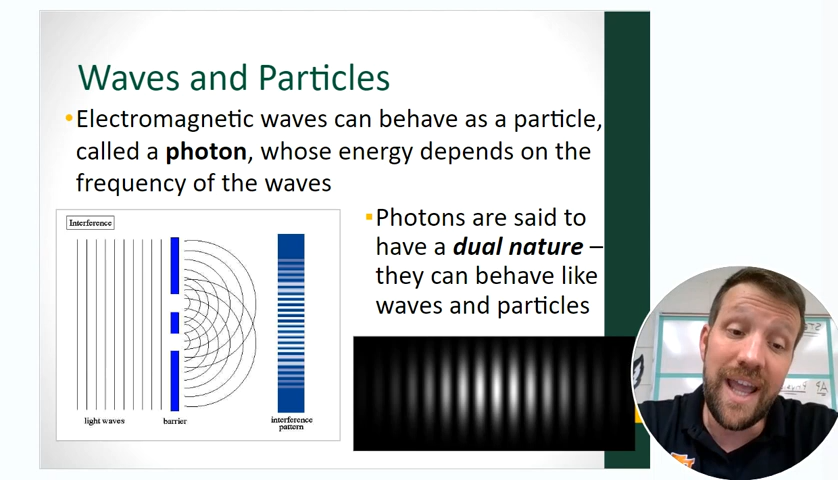 Waves and Particles
•Electromagnetic waves can behave as a particle,
called a photon, whose energy depends on the
frequency of the waves
Interference
light waves
barrier
interference
pattern
▪Photons are said to
have a dual nature –
they can behave like
waves and particles